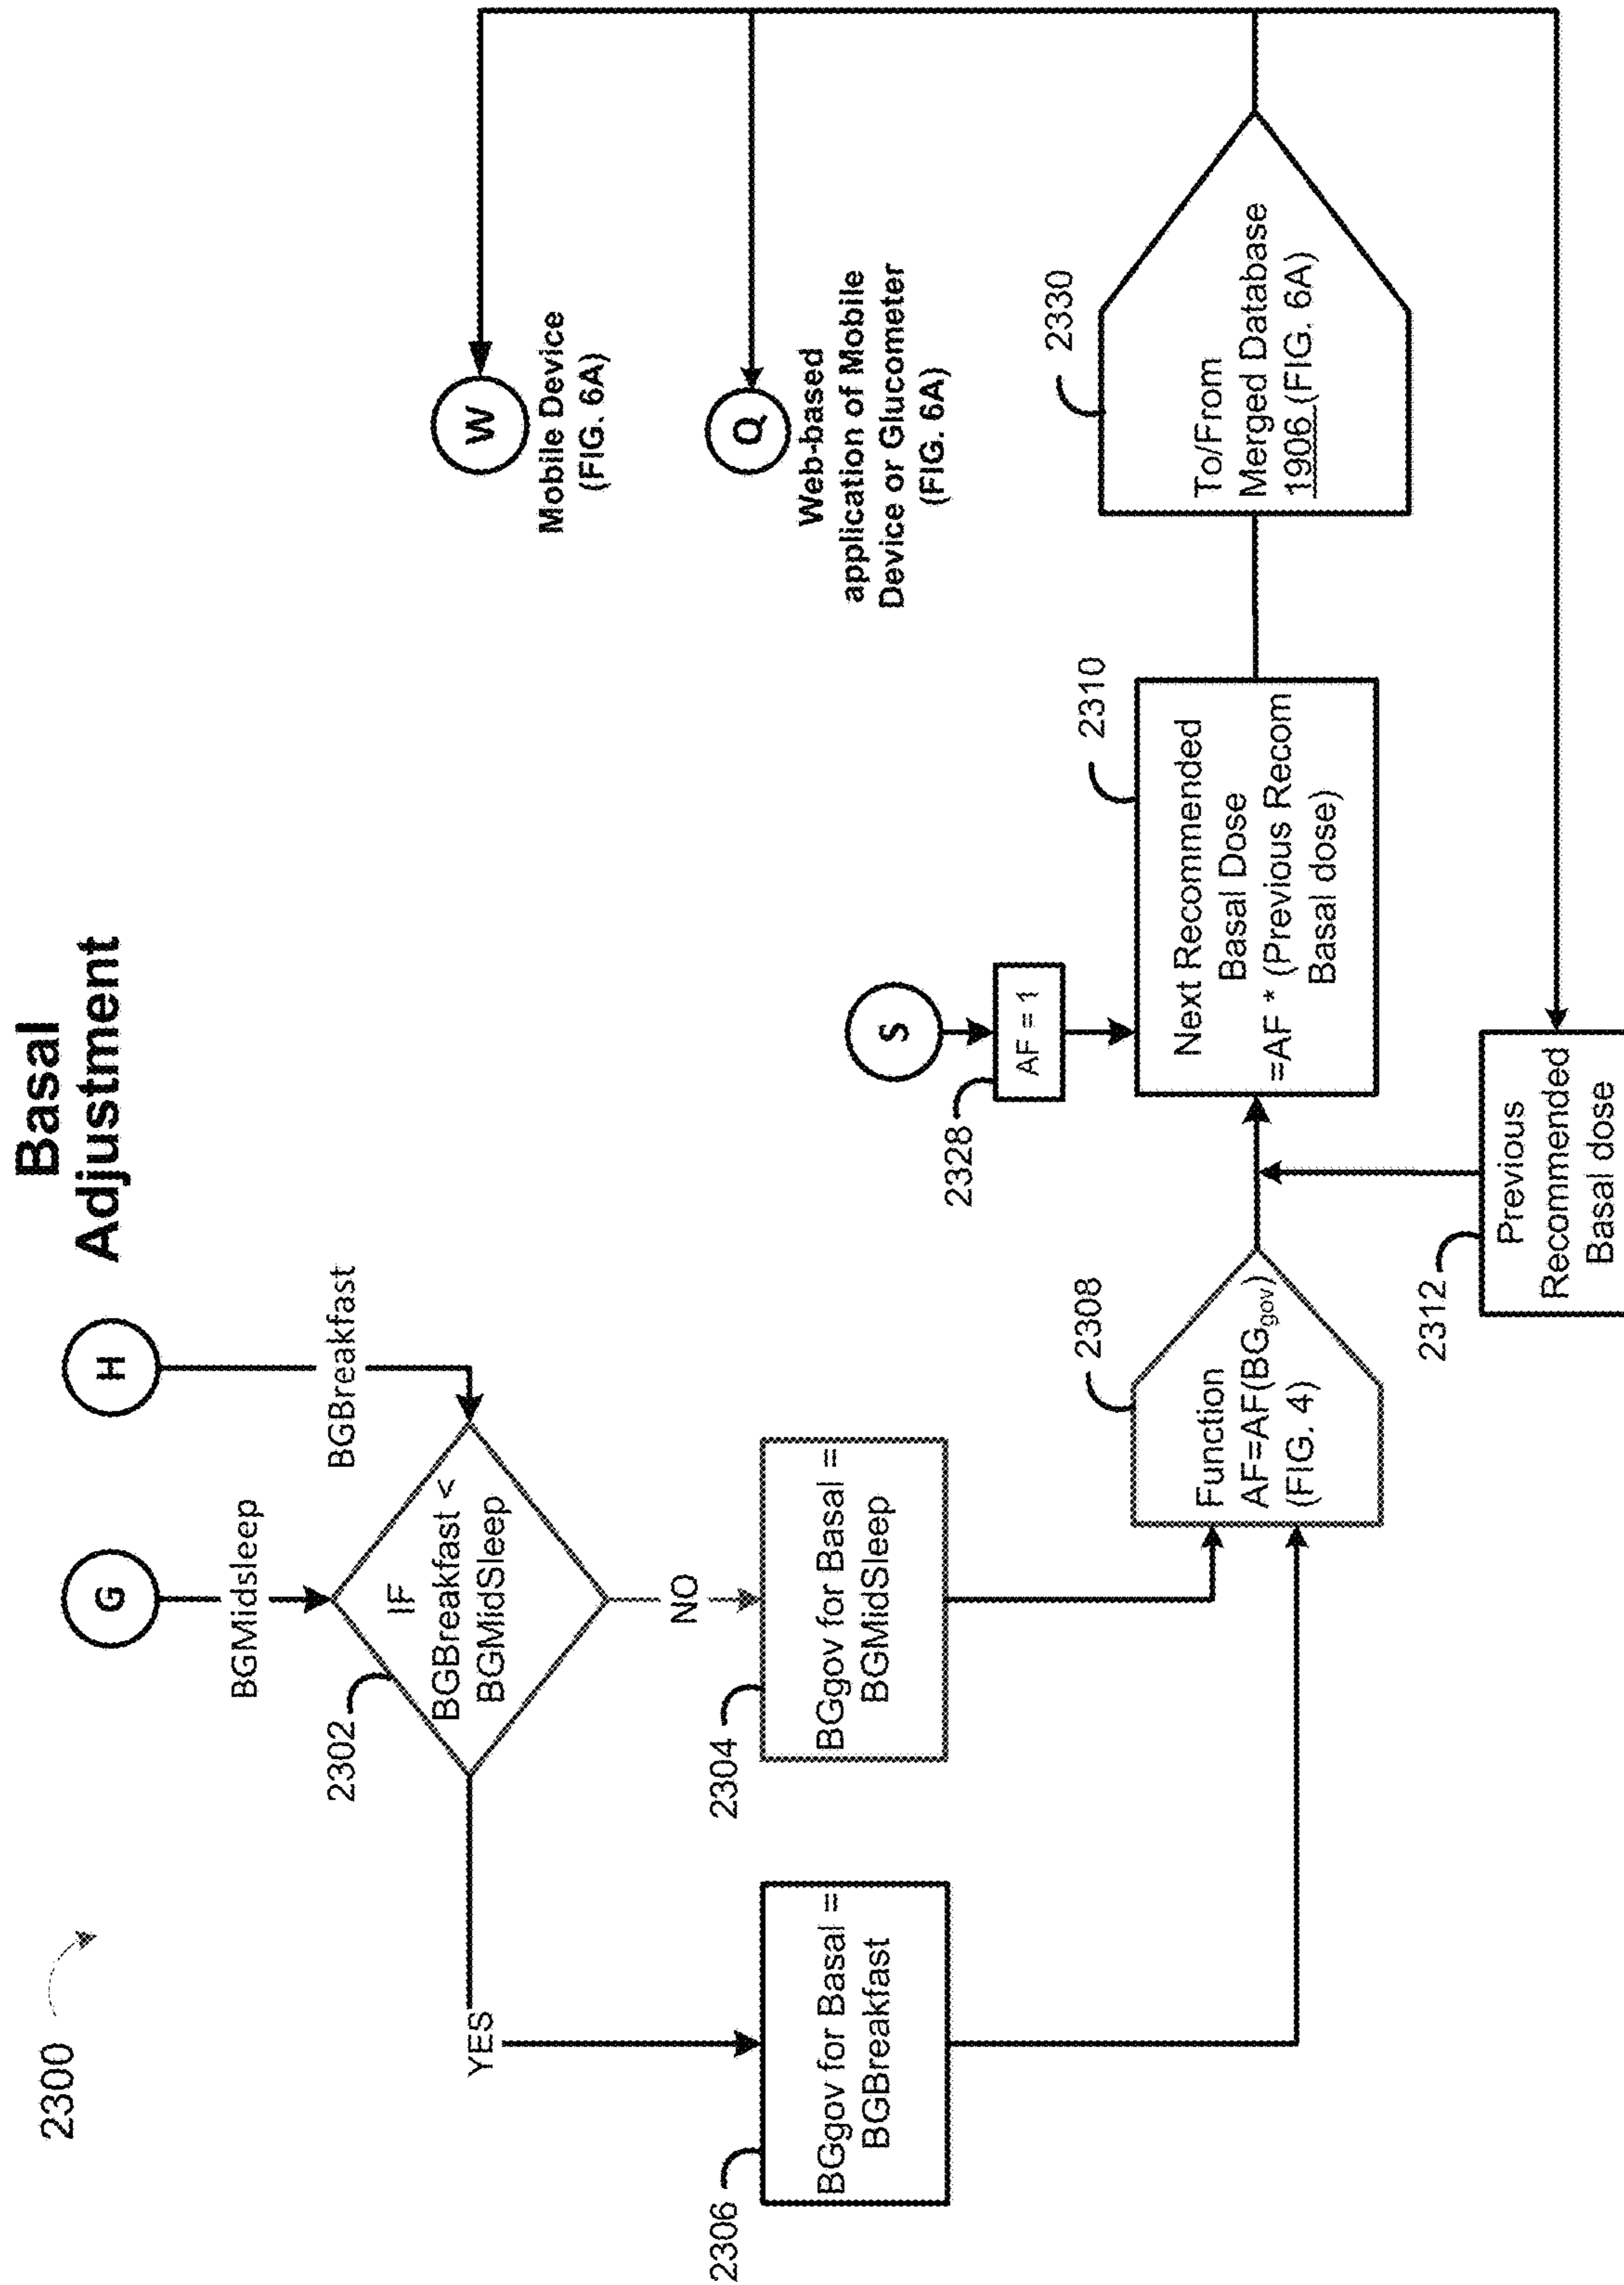 2300
Basal
Adjustment
G
H
BGMidsleep
BGBreakfast
2302
IF
BGBreakfast <
BGMidSleep
YES
NO
2306
BGgov for Basal =
BGBreakfast
2304
BGgov for Basal =
BGMidSleep
2308
Function
AF=AF(BGgov)
(FIG. 4)
S
2328
AF = 1
2310
Next Recommended
Basal Dose
=AF * (Previous Recom
Basal dose)
2312
Previous
Recommended
Basal dose
W
Mobile Device
(FIG. 6A)
Q
Web-based
application of Mobile
Device or Glucometer
(FIG. 6A)
2330
To/From
Merged Database
1906 (FIG. 6A)